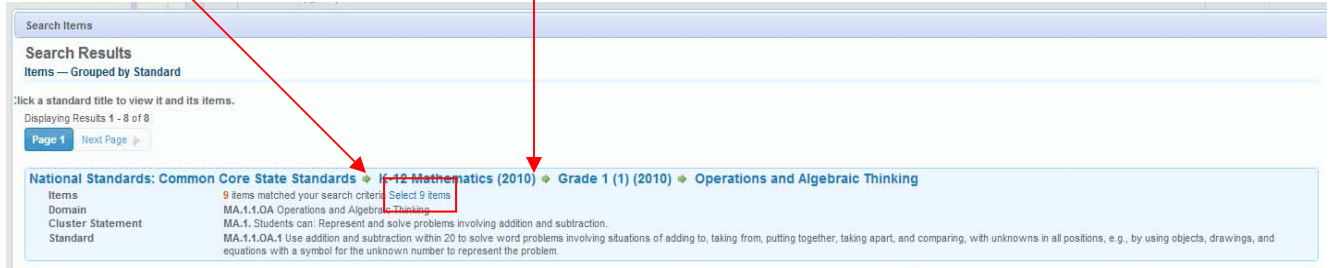 Search Items
Search Results
Items — Grouped by Standard
Click a standard title to view it and its items.
Displaying Results 1 - 8 of 8
Page 1 Next Page
National Standards: Common Core State Standards K-12 Mathematics (2010) Grade 1 (1) (2010) Operations and Algebraic Thinking
Items 9 items matched your search criteria Select 9 items
Domain MA.1.1.OA Operations and Algebraic Thinking
Cluster Statement MA.1. Students can: Represent and solve problems involving addition and subtraction.
Standard MA.1.1.OA.1 Use addition and subtraction within 20 to solve word problems involving situations of adding to, taking from, putting together, taking apart, and comparing, with unknowns in all positions, e.g., by using objects, drawings, and
equations with a symbol for the unknown number to represent the problem.